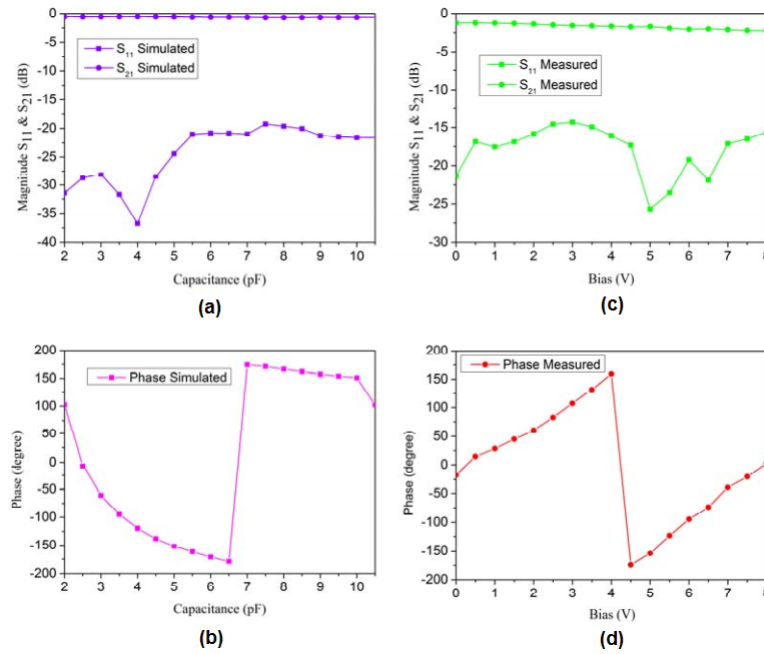 0
-5
-10
-15
-20
-25
-30
-35
-40
Magniude S11 & S21 (dB)
S11 Simulated
S21 Simulated
2 3 4 5 6 7 8 9 10
Capacitance (pF)
(a)
0
-5
-10
-15
-20
-25
-30
Magnitude S11 & S21 (dB)
S11 Measured
S21 Measured
0 1 2 3 4 5 6 7 8
Bias (V)
(c)
200
150
100
50
0
-50
-100
-150
-200
Phase (degree)
Phase Simulated
2 3 4 5 6 7 8 9 10
Capacitance (pF)
(b)
200
150
100
50
0
-50
-100
-150
-200
Phase (degree)
Phase Measured
0 1 2 3 4 5 6 7 8
Bias (V)
(d)